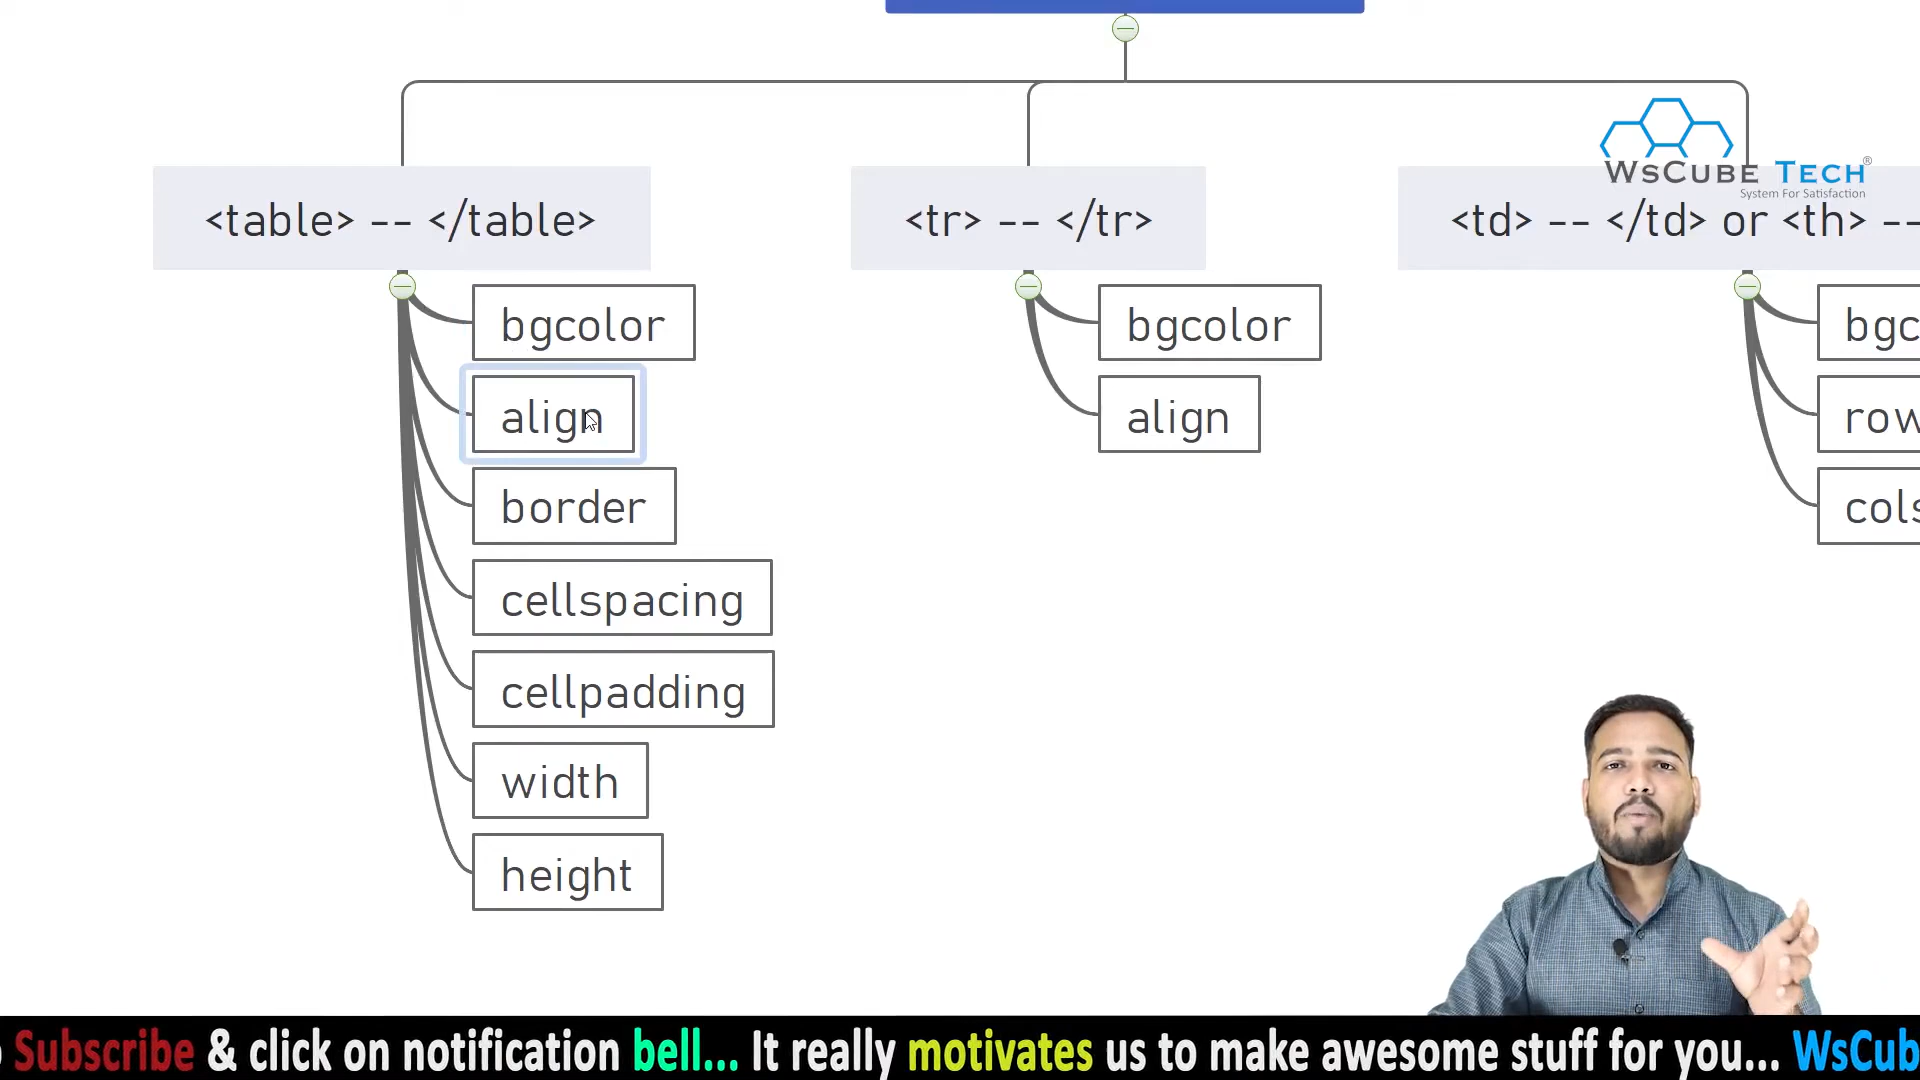 WsCube Tech®
System For Satisfaction
<table> -- </table>
<tr> -- </tr>
<td> -- </td> or <th> --
bgcolor
align
border
cellspacing
cellpadding
width
height
bgcolor
align
Subscribe & click on notification bell... It really motivates us to make awesome stuff for you...